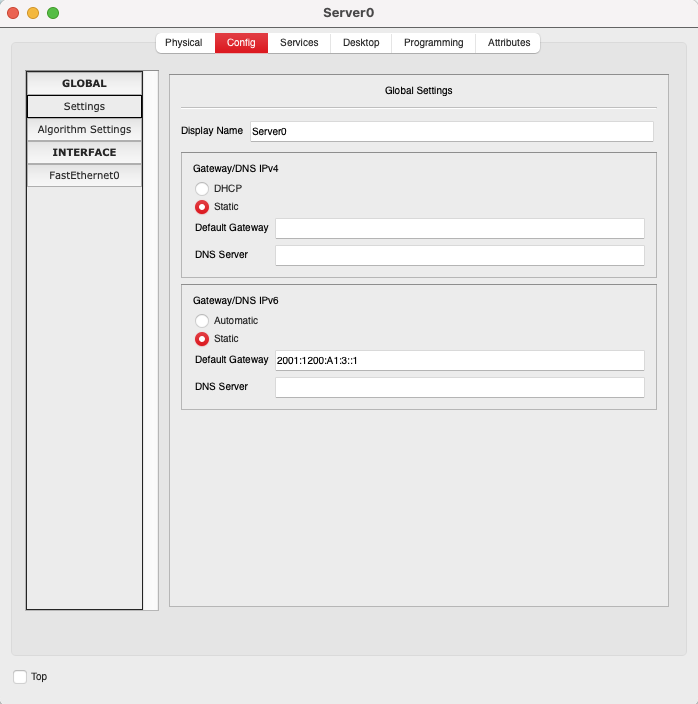 Server0
Physical Config Services Desktop Programming Attributes
GLOBAL
Settings
Algorithm Settings
INTERFACE
FastEthernet0
Global Settings
Display Name Server0
Gateway/DNS IPv4
DHCP
Static
Default Gateway
DNS Server
Gateway/DNS IPv6
Automatic
Static
Default Gateway 2001:1200:A1:3::1
DNS Server
Top